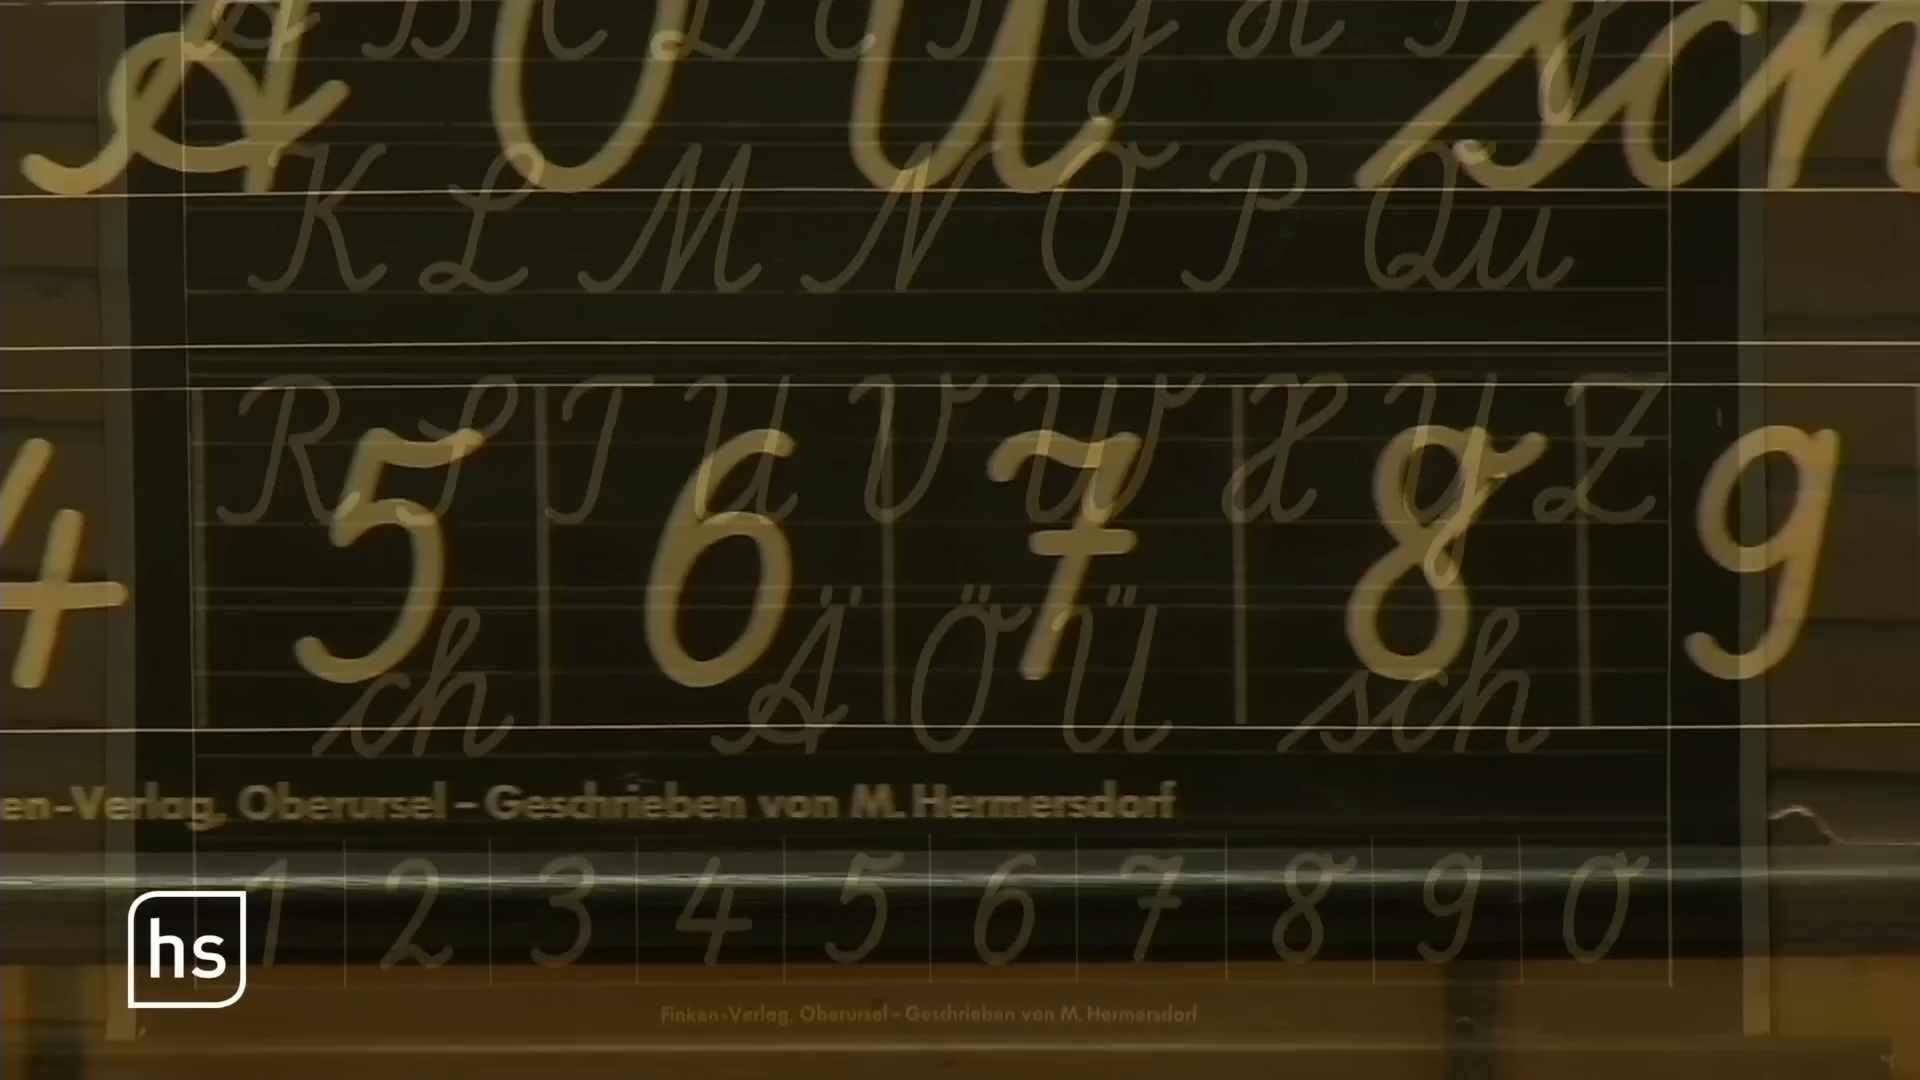 A B C D E F G H I J
Ä Ö Ü sch
K L M N O P Qu
R S T U V W X Y Z
4 5 6 7 8 9
ch Ä Ö Ü sch
en-Verlag, Oberursel – Geschrieben von M. Hermersdorf
1 2 3 4 5 6 7 8 9 0
hs
Finken-Verlag, Oberursel – Geschrieben von M. Hermersdorf